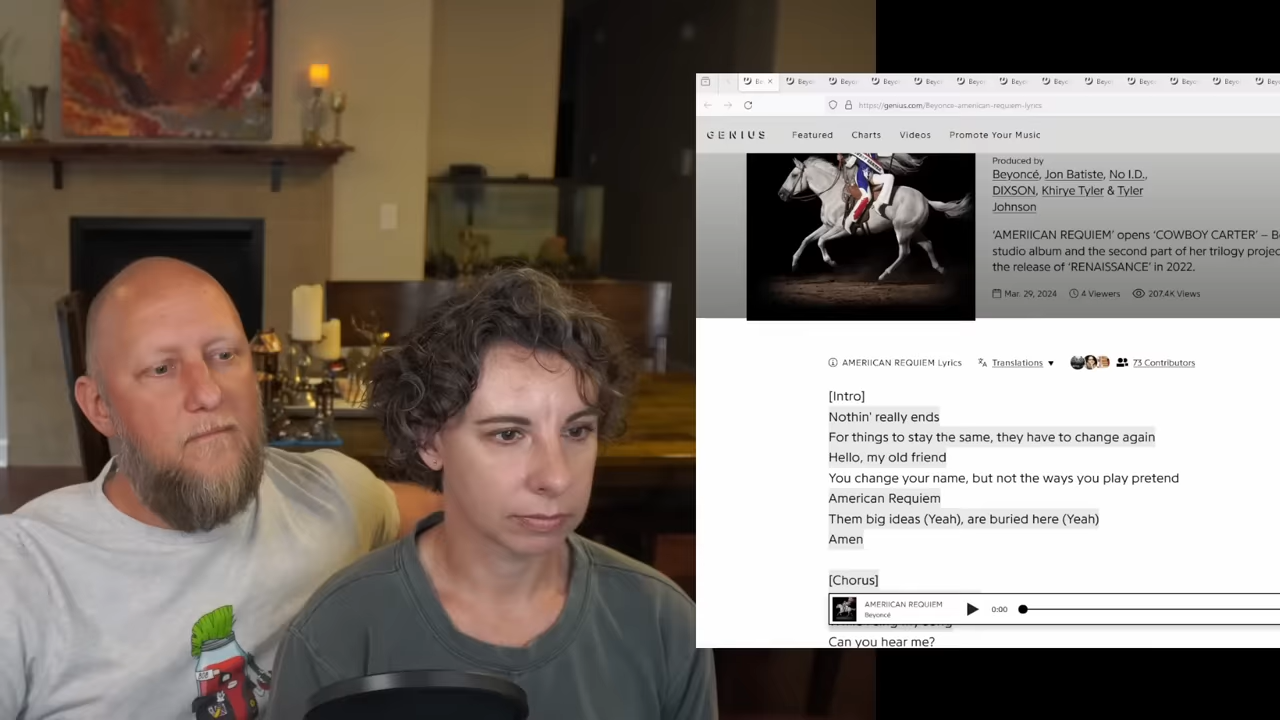 https://genius.com/Beyonce-american-requiem-lyrics
GENIUS Featured Charts Videos Promote Your Music
Produced by
Beyoncé, Jon Batiste, No I.D.,
DIXSON, Khirye Tyler & Tyler
Johnson
‘AMERIICAN REQUIEM’ opens ‘COWBOY CARTER’ –
studio album and the second part of her trilogy
the release of ‘RENAISSANCE’ in 2022.
Mar. 29, 2024 4 Viewers 207.4K Views
AMERIICAN REQUIEM Lyrics Translations 73 Contributors
[Intro]
Nothin' really ends
For things to stay the same, they have to change again
Hello, my old friend
You change your name, but not the ways you play pretend
American Requiem
Them big ideas (Yeah), are buried here (Yeah)
Amen
[Chorus]
AMERIICAN REQUIEM
Beyoncé
0:00
Can you hear me?